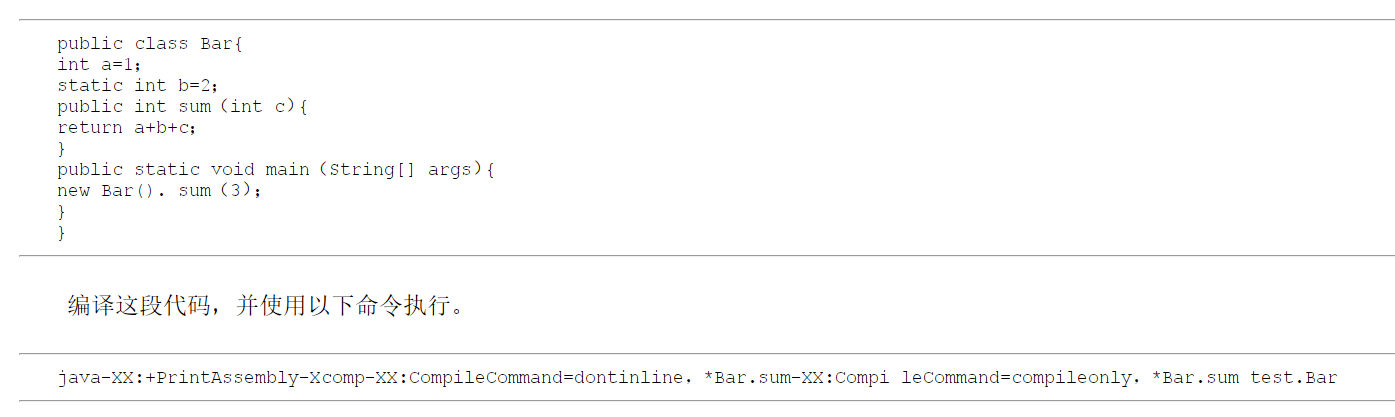 public class Bar{
int a=1;
static int b=2;
public int sum（int c）{
return a+b+c;
}
public static void main（String[] args）{
new Bar(). sum（3）;
}
}
编译这段代码，并使用以下命令执行。
java-XX:+PrintAssembly-Xcomp-XX:CompileCommand=dontinline，*Bar.sum-XX:Compi leCommand=compileonly，*Bar.sum test.Bar